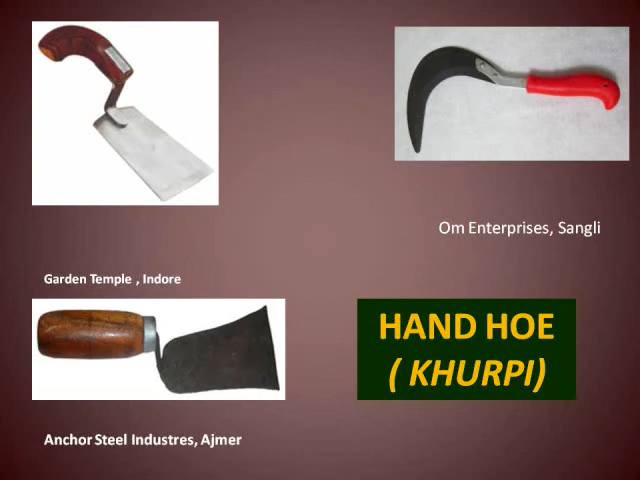 Om Enterprises, Sangli
Garden Temple , Indore
HAND HOE
( KHURPI)
Anchor Steel Industres, Ajmer